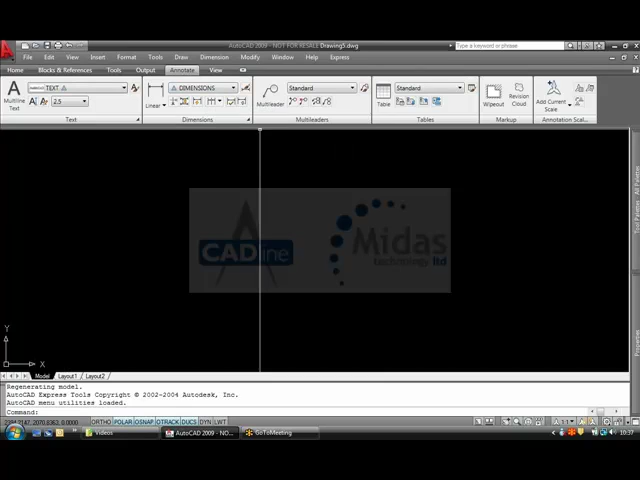 AutoCAD 2009 - NOT FOR RESALE Drawing5.dwg
Type a keyword or phrase
File Edit View Insert Format Tools Draw Dimension Modify Window Help Express
Home Blocks & References Tools Output Annotate View
Multiline Text
TEXT
2.5
Text
Linear
DIMENSIONS
Dimensions
Multileader
Standard
Multileaders
Table
Standard
Tables
Wipeout
Revision Cloud
Markup
Add Current Scale
Annotation Scal...
CADline
Midas
technology ltd
Tool Palettes - All Palettes
Properties
Y
X
Model Layout1 Layout2
Regenerating model.
AutoCAD Express Tools Copyright © 2002-2004 Autodesk, Inc.
AutoCAD menu utilities loaded.
Command:
ORTHO POLAR OSNAP OTRACK DUCS DYN LWT
Videos
AutoCAD 2009 - NO...
GoToMeeting
10:37